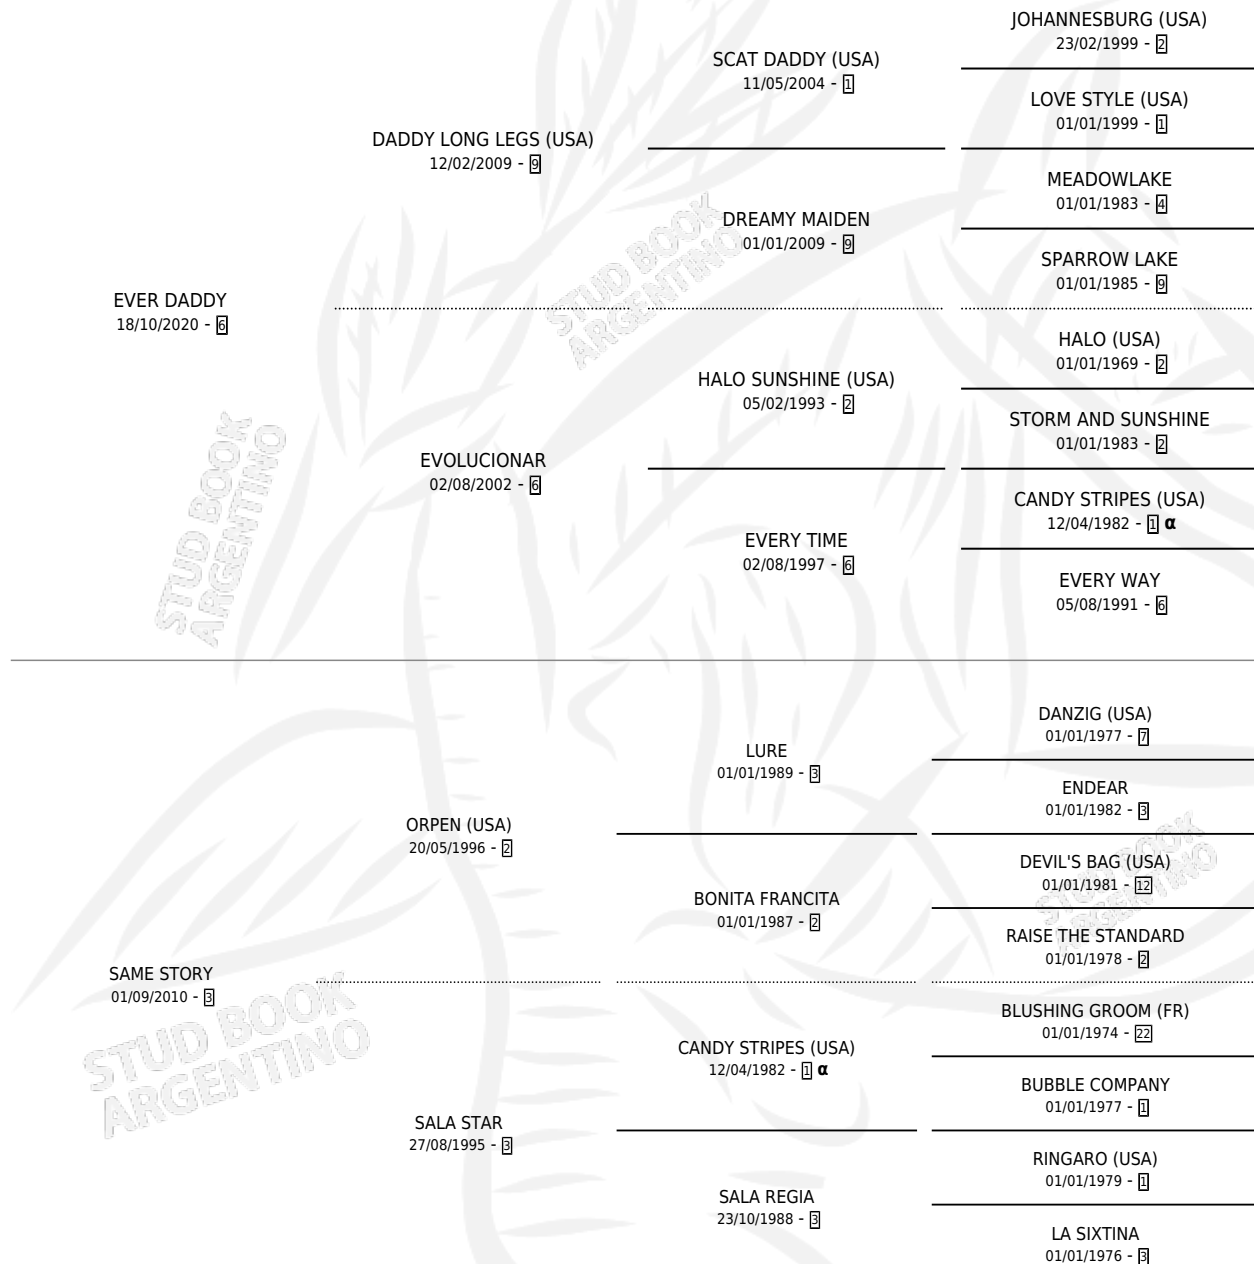 JOHANNESBURG (USA)
23/02/1999 - 2
SCAT DADDY (USA)
11/05/2004 - 1
LOVE STYLE (USA)
01/01/1999 - 1
DADDY LONG LEGS (USA)
12/02/2009 - 9
MEADOWLAKE
01/01/1983 - 4
DREAMY MAIDEN
01/01/2009 - 9
SPARROW LAKE
01/01/1985 - 9
STUD BOOK
ARGENTINO
EVER DADDY
18/10/2020 - 6
HALO (USA)
01/01/1969 - 2
HALO SUNSHINE (USA)
05/02/1993 - 2
STORM AND SUNSHINE
01/01/1983 - 2
EVOLUCIONAR
02/08/2002 - 6
CANDY STRIPES (USA)
12/04/1982 - 1 α
EVERY TIME
02/08/1997 - 6
EVERY WAY
05/08/1991 - 6
STUD BOOK
ARGENTINO
DANZIG (USA)
01/01/1977 - 7
LURE
01/01/1989 - 3
ENDEAR
01/01/1982 - 3
ORPEN (USA)
20/05/1996 - 2
DEVIL'S BAG (USA)
01/01/1981 - 12
BONITA FRANCITA
01/01/1987 - 2
RAISE THE STANDARD
01/01/1978 - 2
STUD BOOK
ARGENTINO
SAME STORY
01/09/2010 - 3
BLUSHING GROOM (FR)
01/01/1974 - 22
CANDY STRIPES (USA)
12/04/1982 - 1 α
BUBBLE COMPANY
01/01/1977 - 1
STUD BOOK
ARGENTINO
SALA STAR
27/08/1995 - 3
RINGARO (USA)
01/01/1979 - 1
SALA REGIA
23/10/1988 - 3
LA SIXTINA
01/01/1976 - 3